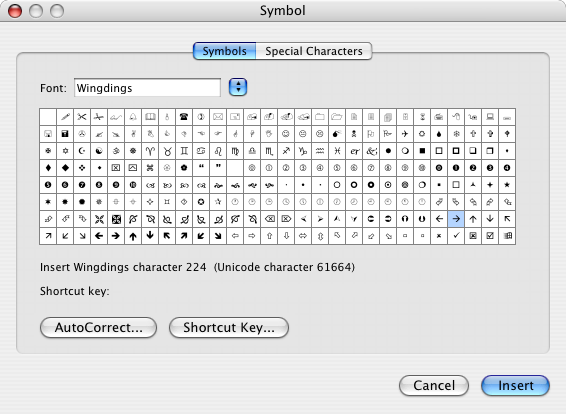 Symbol
Symbols Special Characters
Font: Wingdings
Insert Wingdings character 224 (Unicode character 61664)
Shortcut key:
AutoCorrect... Shortcut Key...
Cancel Insert